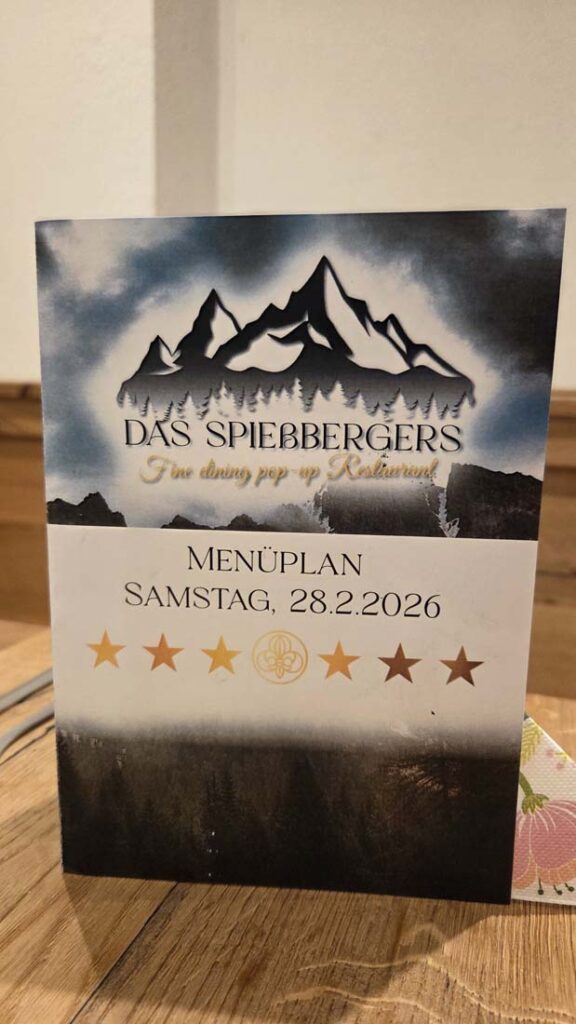 DAS SPIEßBERGERS
Fine dining pop-up Restaurant
MENÜPLAN
SAMSTAG, 28.2.2026